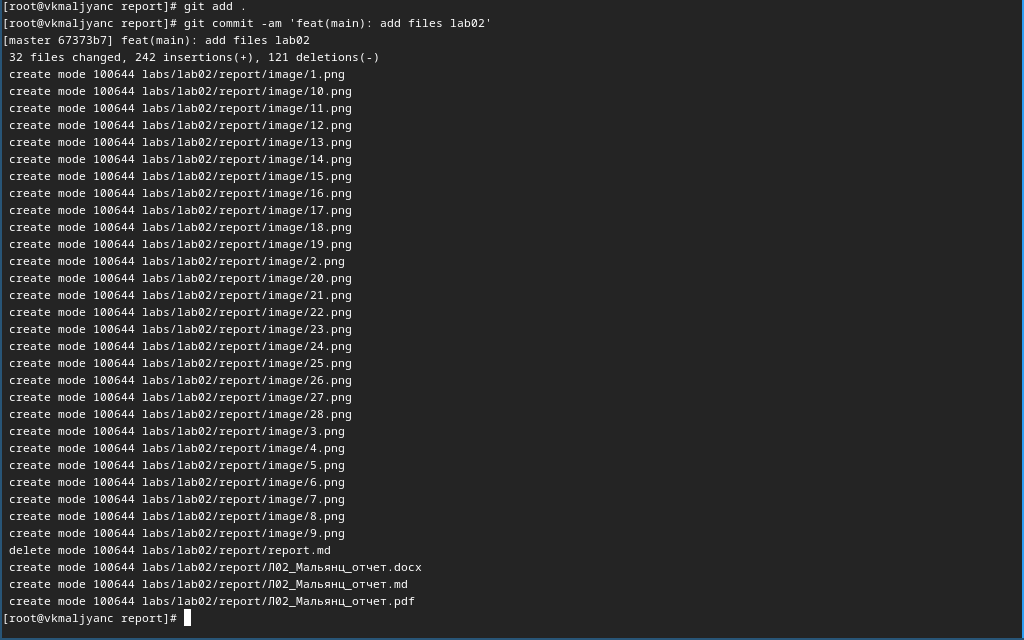 [root@vkmaljyanc report]# git add .
[root@vkmaljyanc report]# git commit -am 'feat(main): add files lab02'
[master 67373b7] feat(main): add files lab02
 32 files changed, 242 insertions(+), 121 deletions(-)
 create mode 100644 labs/lab02/report/image/1.png
 create mode 100644 labs/lab02/report/image/10.png
 create mode 100644 labs/lab02/report/image/11.png
 create mode 100644 labs/lab02/report/image/12.png
 create mode 100644 labs/lab02/report/image/13.png
 create mode 100644 labs/lab02/report/image/14.png
 create mode 100644 labs/lab02/report/image/15.png
 create mode 100644 labs/lab02/report/image/16.png
 create mode 100644 labs/lab02/report/image/17.png
 create mode 100644 labs/lab02/report/image/18.png
 create mode 100644 labs/lab02/report/image/19.png
 create mode 100644 labs/lab02/report/image/2.png
 create mode 100644 labs/lab02/report/image/20.png
 create mode 100644 labs/lab02/report/image/21.png
 create mode 100644 labs/lab02/report/image/22.png
 create mode 100644 labs/lab02/report/image/23.png
 create mode 100644 labs/lab02/report/image/24.png
 create mode 100644 labs/lab02/report/image/25.png
 create mode 100644 labs/lab02/report/image/26.png
 create mode 100644 labs/lab02/report/image/27.png
 create mode 100644 labs/lab02/report/image/28.png
 create mode 100644 labs/lab02/report/image/3.png
 create mode 100644 labs/lab02/report/image/4.png
 create mode 100644 labs/lab02/report/image/5.png
 create mode 100644 labs/lab02/report/image/6.png
 create mode 100644 labs/lab02/report/image/7.png
 create mode 100644 labs/lab02/report/image/8.png
 create mode 100644 labs/lab02/report/image/9.png
 delete mode 100644 labs/lab02/report/report.md
 create mode 100644 labs/lab02/report/Л02_Мальянц_отчет.docx
 create mode 100644 labs/lab02/report/Л02_Мальянц_отчет.md
 create mode 100644 labs/lab02/report/Л02_Мальянц_отчет.pdf
[root@vkmaljyanc report]#